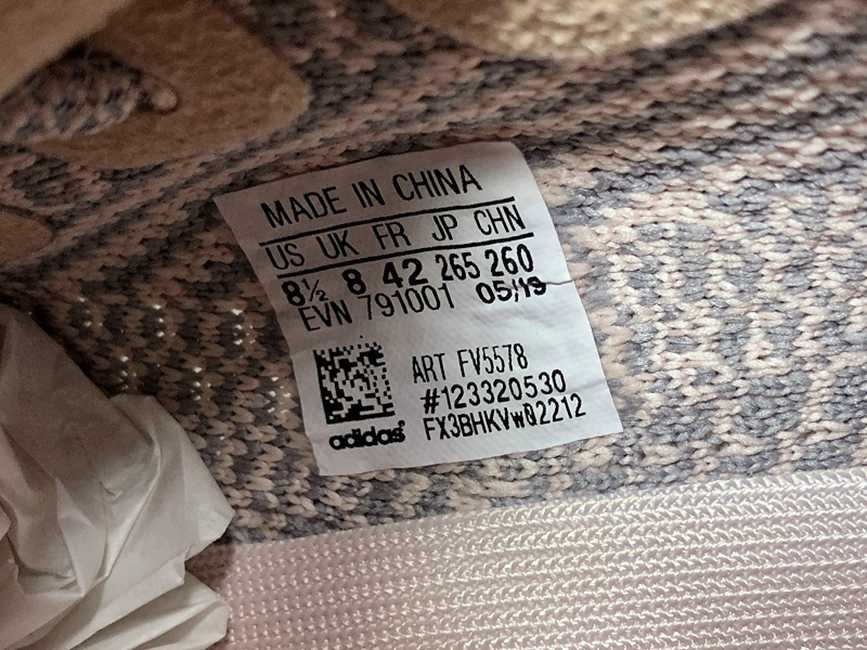 MADE IN CHINA
US UK FR JP CHN
8½ 8 42 265 260
EVN 791001 05/19
ART FV5578
#123320530
FX3BHKVw02212
adidas